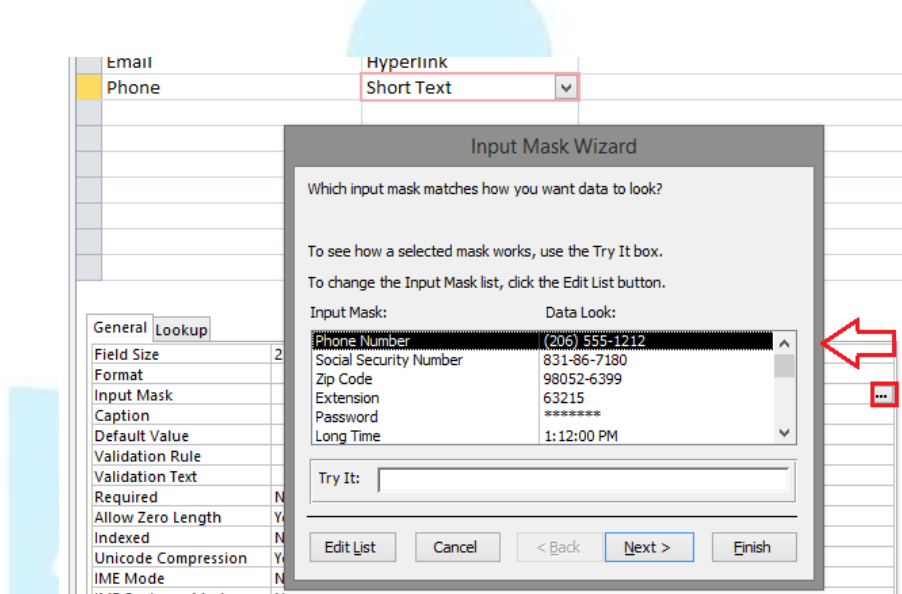 Email Hyperlink
Phone Short Text
Input Mask Wizard
Which input mask matches how you want data to look?
To see how a selected mask works, use the Try It box.
To change the Input Mask list, click the Edit List button.
Input Mask: Data Look:
Phone Number (206) 555-1212
Social Security Number 831-86-7180
Zip Code 98052-6399
Extension 63215
Password *******
Long Time 1:12:00 PM
Try It:
Edit List Cancel < Back Next > Finish
General Lookup
Field Size 2
Format
Input Mask ...
Caption
Default Value
Validation Rule
Validation Text
Required N
Allow Zero Length Y
Indexed N
Unicode Compression Y
IME Mode N